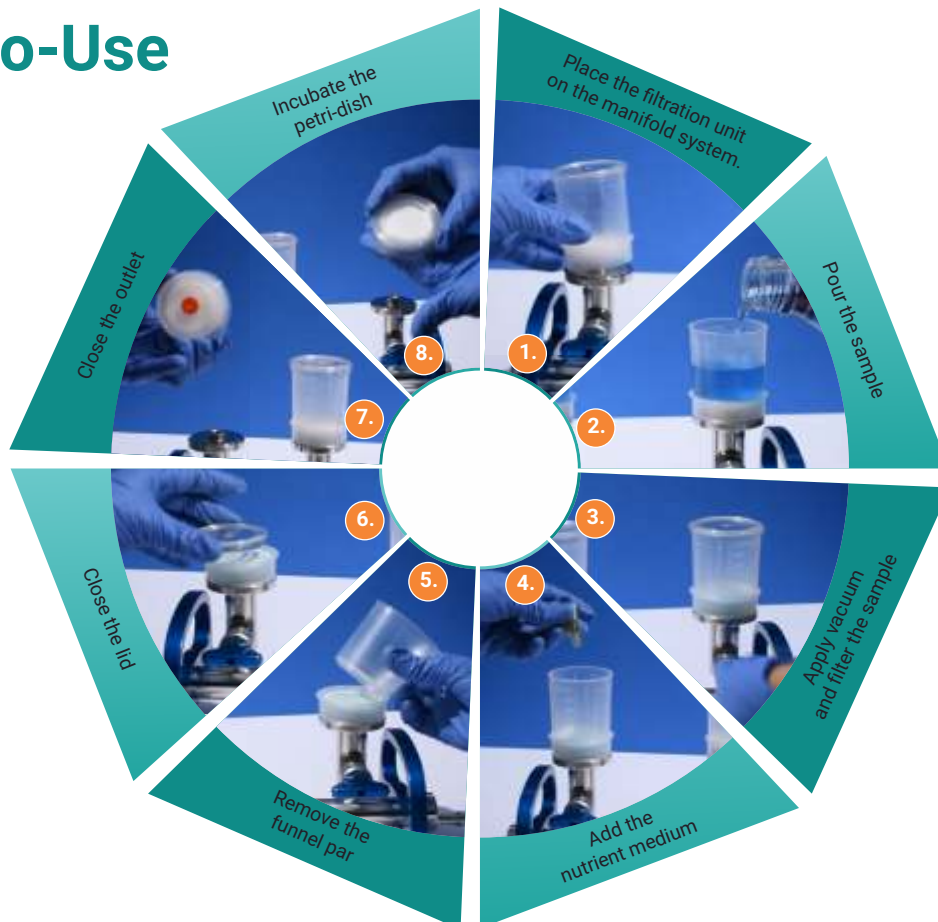 o-Use
1.
Place the filtration unit
on the manifold system.
2.
Pour the sample
3.
Apply vacuum
and filter the sample
4.
Add the
nutrient medium
5.
Remove the
funnel par
6.
Close the lid
7.
Close the outlet
8.
Incubate the
petri-dish